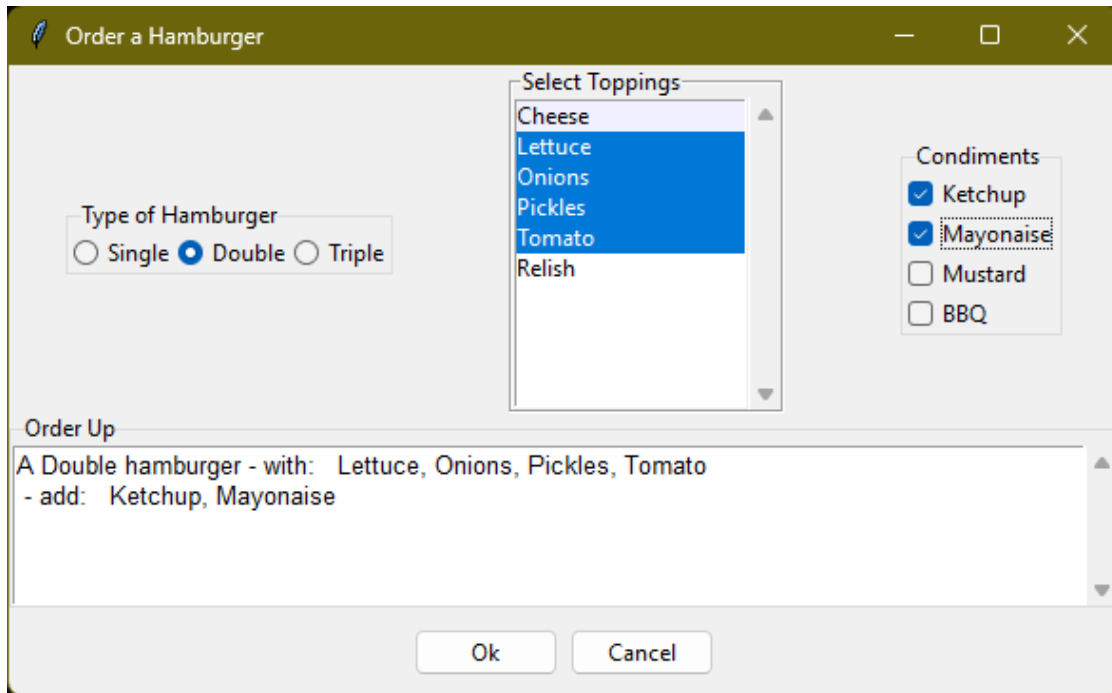 Order a Hamburger
Type of Hamburger
Single Double Triple
Select Toppings
Cheese
Lettuce
Onions
Pickles
Tomato
Relish
Condiments
Ketchup
Mayonaise
Mustard
BBQ
Order Up
A Double hamburger - with:   Lettuce, Onions, Pickles, Tomato
- add:   Ketchup, Mayonaise
Ok Cancel